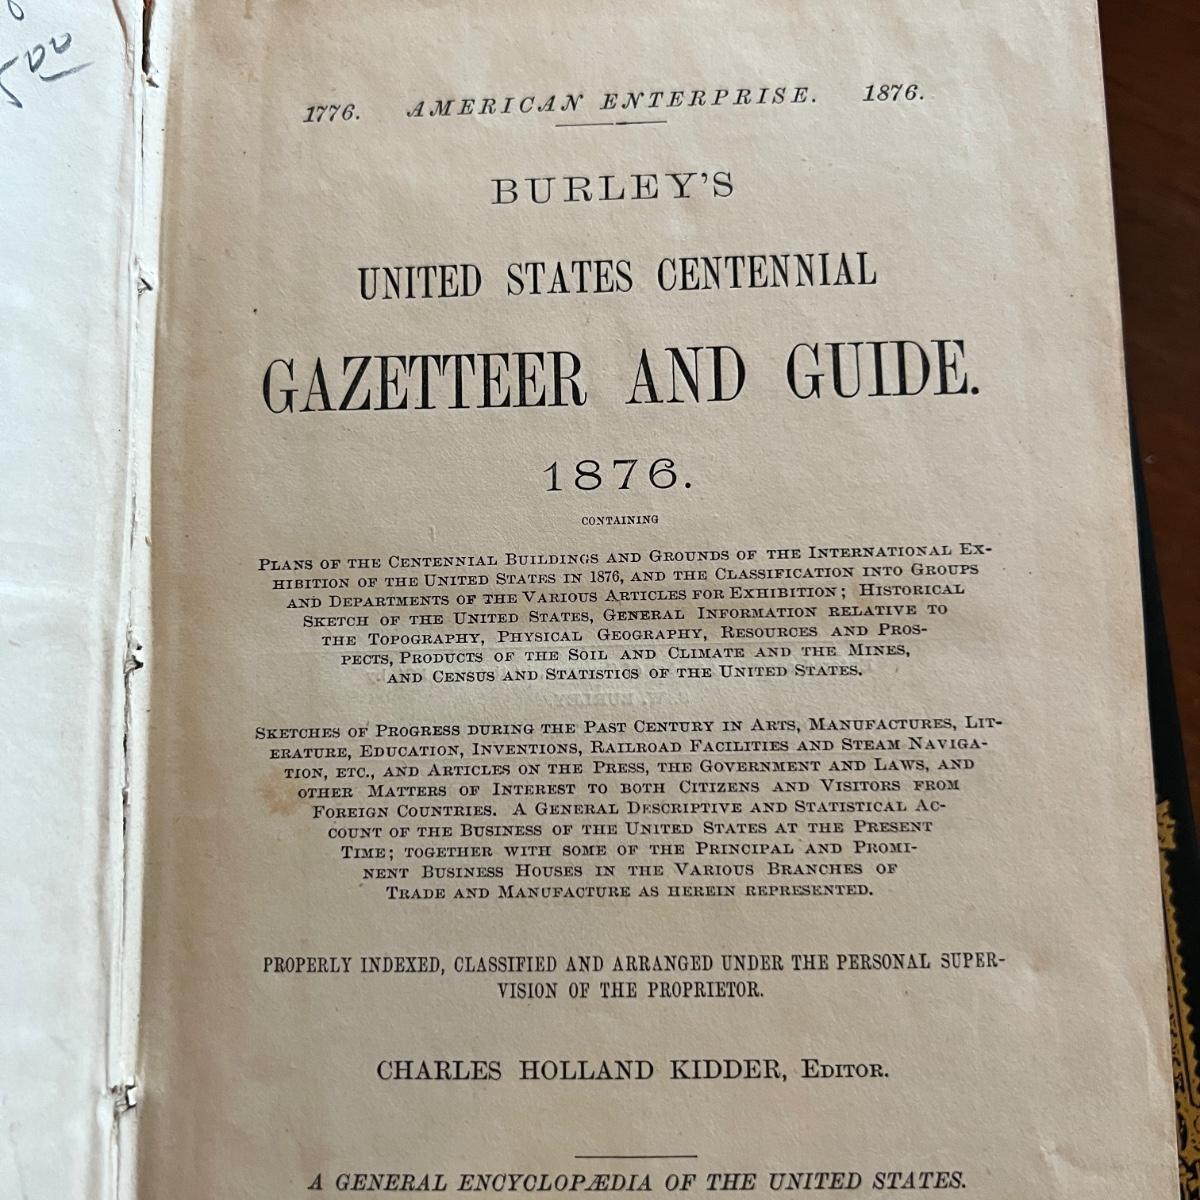 500
1776. AMERICAN ENTERPRISE. 1876.
BURLEY'S
UNITED STATES CENTENNIAL
GAZETTEER AND GUIDE.
1876.
CONTAINING
PLANS OF THE CENTENNIAL BUILDINGS AND GROUNDS OF THE INTERNATIONAL EX-
HIBITION OF THE UNITED STATES IN 1876, AND THE CLASSIFICATION INTO GROUPS
AND DEPARTMENTS OF THE VARIOUS ARTICLES FOR EXHIBITION; HISTORICAL
SKETCH OF THE UNITED STATES, GENERAL INFORMATION RELATIVE TO
THE TOPOGRAPHY, PHYSICAL GEOGRAPHY, RESOURCES AND PROS-
PECTS, PRODUCTS OF THE SOIL AND CLIMATE AND THE MINES,
AND CENSUS AND STATISTICS OF THE UNITED STATES.
SKETCHES OF PROGRESS DURING THE PAST CENTURY IN ARTS, MANUFACTURES, LIT-
ERATURE, EDUCATION, INVENTIONS, RAILROAD FACILITIES AND STEAM NAVIGA-
TION, ETC., AND ARTICLES ON THE PRESS, THE GOVERNMENT AND LAWS, AND
OTHER MATTERS OF INTEREST TO BOTH CITIZENS AND VISITORS FROM
FOREIGN COUNTRIES. A GENERAL DESCRIPTIVE AND STATISTICAL AC-
COUNT OF THE BUSINESS OF THE UNITED STATES AT THE PRESENT
TIME; TOGETHER WITH SOME OF THE PRINCIPAL AND PROMI-
NENT BUSINESS HOUSES IN THE VARIOUS BRANCHES OF
TRADE AND MANUFACTURE AS HEREIN REPRESENTED.
PROPERLY INDEXED, CLASSIFIED AND ARRANGED UNDER THE PERSONAL SUPER-
VISION OF THE PROPRIETOR.
CHARLES HOLLAND KIDDER, EDITOR.
A GENERAL ENCYCLOPÆDIA OF THE UNITED STATES.